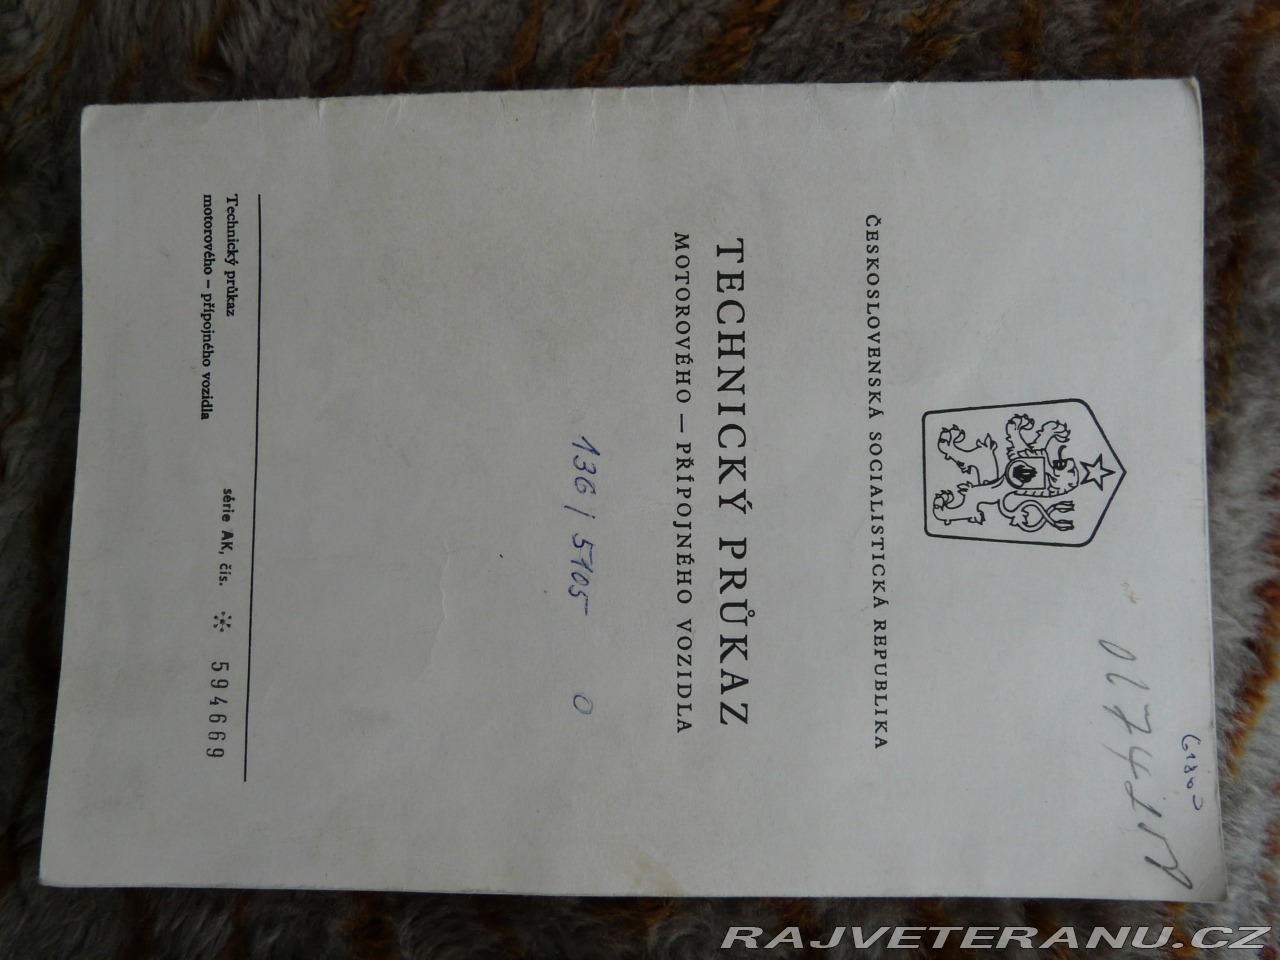 ČESKOSLOVENSKÁ SOCIALISTICKÁ REPUBLIKA
TECHNICKÝ PRŮKAZ
MOTOROVÉHO — PŘÍPOJNÉHO VOZIDLA
136 / 5105 0
Technický průkaz
motorového – přípojného vozidla
série AK, čís. 594669
RAJVETERANU.CZ